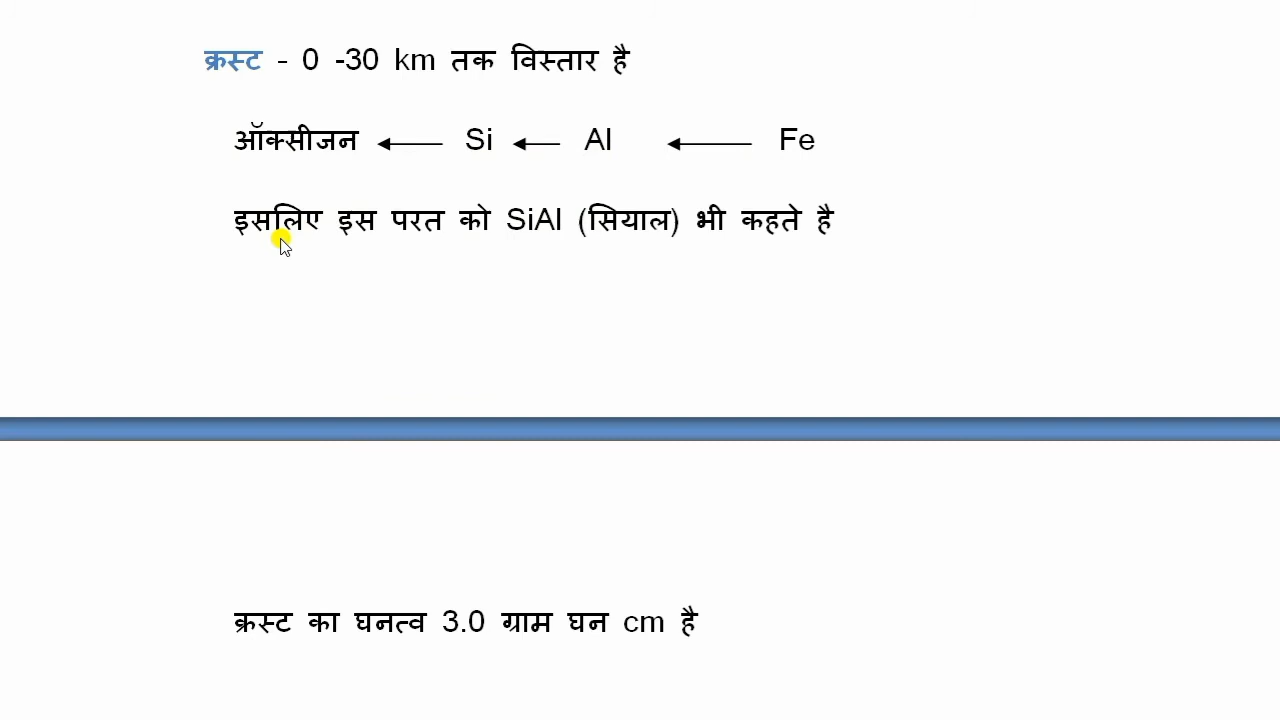 क्रस्ट - 0 -30 km तक विस्तार है
ऑक्सीजन ← Si ← Al ← Fe
इसलिए इस परत को SiAl (सियाल) भी कहते है
क्रस्ट का घनत्व 3.0 ग्राम घन cm है